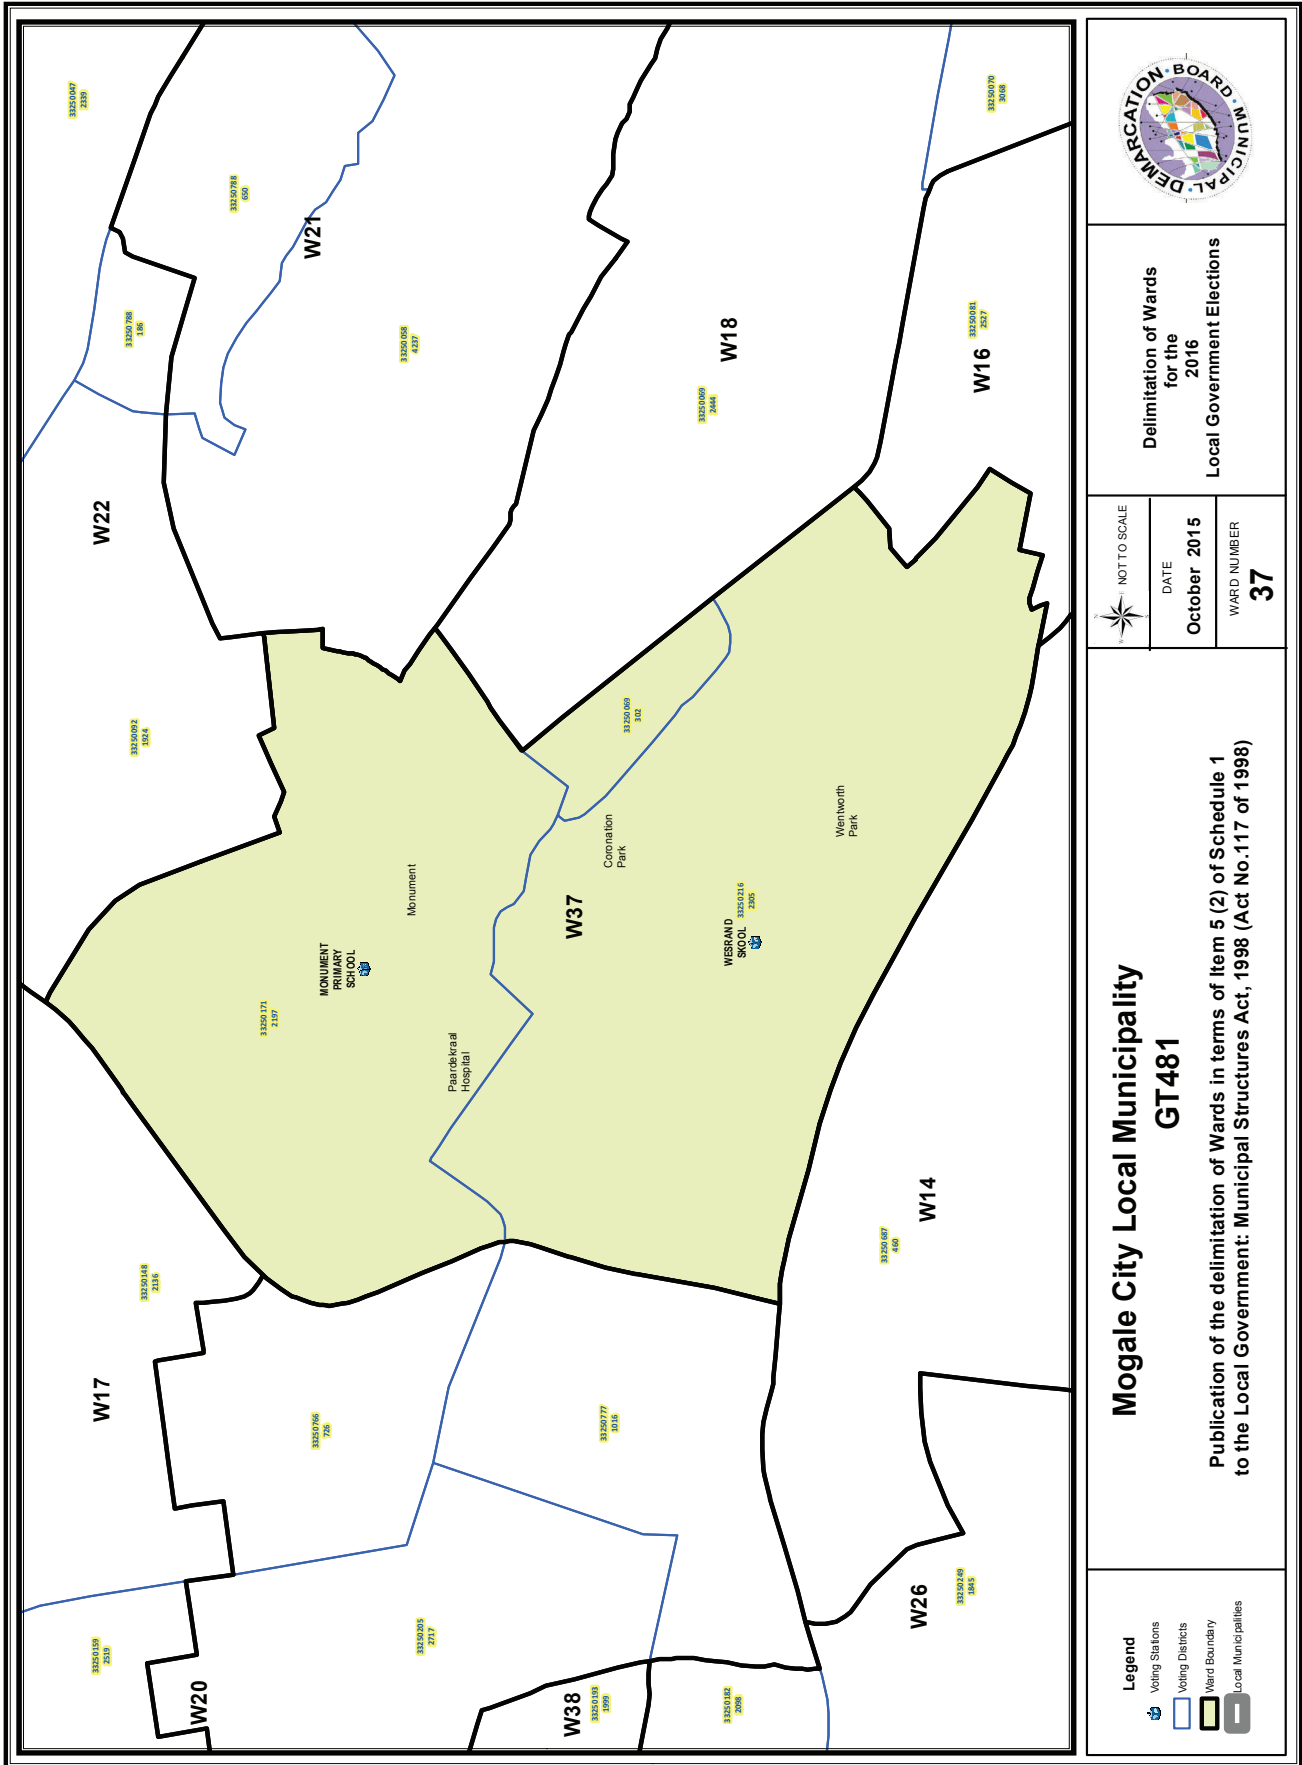 33250047
2339
33250788
650
W21
33250788
186
33250058
4237
W22
W18
33250069
2444
33250070
3068
33250081
2527
W16
33250092
1924
33250069
302
Monument
Coronation
Park
Wentworth
Park
W37
MONUMENT
PRIMARY
SCHOOL
33250171
2197
WESRAND
SKOOL
33250216
2305
Paardekraal
Hospital
33250148
2136
W17
33250766
726
33250777
1016
33250687
460
W14
33250159
2519
W20
33250205
2717
W38
33250193
1999
33250182
2098
W26
33250249
1845
Legend
Voting Stations
Voting Districts
Ward Boundary
Local Municipalities
Mogale City Local Municipality
GT481
Publication of the delimitation of Wards in terms of Item 5 (2) of Schedule 1
to the Local Government: Municipal Structures Act, 1998 (Act No.117 of 1998)
N
W
E
S
NOT TO SCALE
DATE
October 2015
WARD NUMBER
37
Delimitation of Wards
for the
2016
Local Government Elections
MUNICIPAL · DEMARCATION · BOARD ·